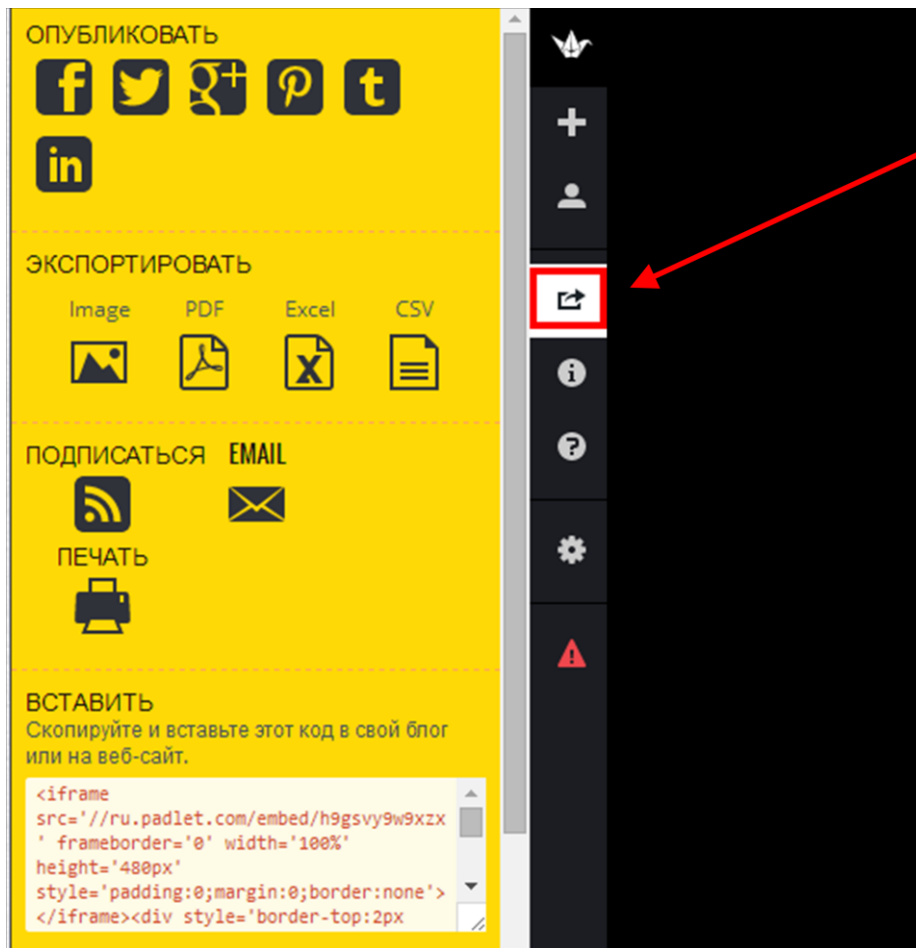 ОПУБЛИКОВАТЬ
ЭКСПОРТИРОВАТЬ
Image PDF Excel CSV
ПОДПИСАТЬСЯ EMAIL
ПЕЧАТЬ
ВСТАВИТЬ
Скопируйте и вставьте этот код в свой блог
или на веб-сайт.
<iframe
src='//ru.padlet.com/embed/h9gsvy9w9xzx
' frameborder='0' width='100%'
height='480px'
style='padding:0;margin:0;border:none'>
</iframe><div style='border-top:2px